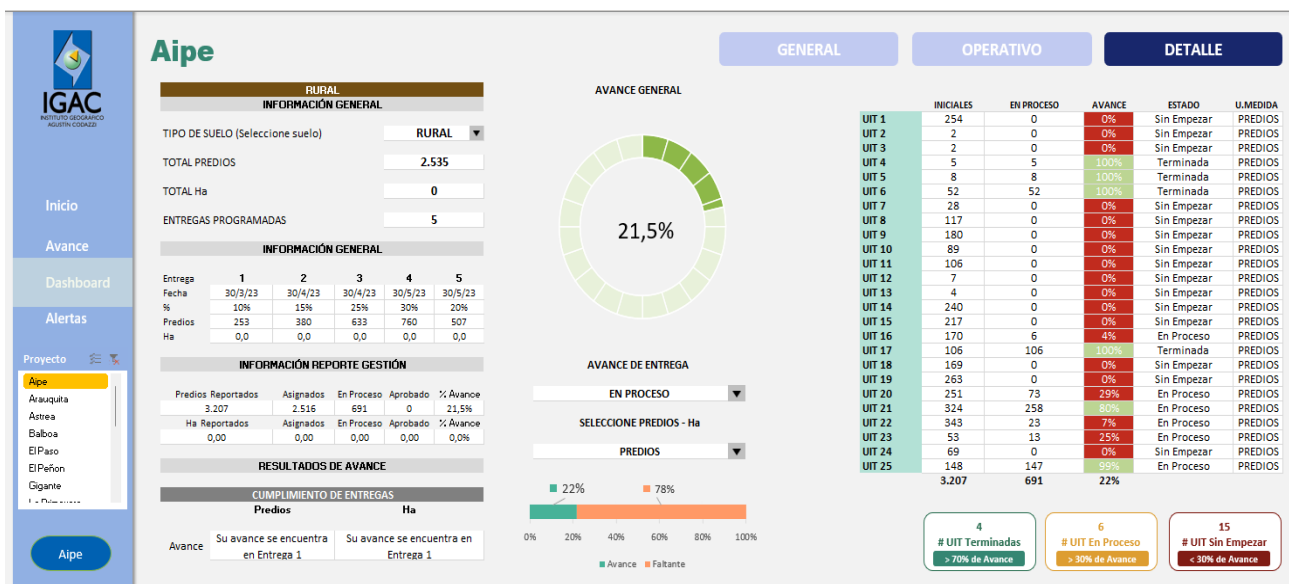 IGAC
INSTITUTO GEOGRÁFICO
AGUSTÍN CODAZZI
Inicio
Avance
Dashboard
Alertas
Proyecto
Aipe
Arauquita
Astrea
Balboa
El Paso
El Peñon
Gigante
La Primavera
Aipe
Aipe
GENERAL OPERATIVO DETALLE
RURAL
INFORMACIÓN GENERAL
TIPO DE SUELO (Seleccione suelo) RURAL
TOTAL PREDIOS 2.535
TOTAL Ha 0
ENTREGAS PROGRAMADAS 5
INFORMACIÓN GENERAL
Entrega 1 2 3 4 5
Fecha 30/3/23 30/4/23 30/4/23 30/5/23 30/5/23
% 10% 15% 25% 30% 20%
Predios 253 380 633 760 507
Ha 0,0 0,0 0,0 0,0 0,0
INFORMACIÓN REPORTE GESTIÓN
Predios Reportados Asignados En Proceso Aprobado % Avance
3.207 2.516 691 0 21,5%
Ha Reportados Asignados En Proceso Aprobado % Avance
0,00 0,00 0,00 0,00 0,0%
RESULTADOS DE AVANCE
CUMPLIMIENTO DE ENTREGAS
Predios Ha
Avance Su avance se encuentra en Entrega 1 Su avance se encuentra en Entrega 1
AVANCE GENERAL
21,5%
AVANCE DE ENTREGA
EN PROCESO
SELECCIONE PREDIOS - Ha
PREDIOS
22% 78%
0% 20% 40% 60% 80% 100%
Avance Faltante
INICIALES EN PROCESO AVANCE ESTADO U.MEDIDA
UIT 1 254 0 0% Sin Empezar PREDIOS
UIT 2 2 0 0% Sin Empezar PREDIOS
UIT 3 2 0 0% Sin Empezar PREDIOS
UIT 4 5 5 100% Terminada PREDIOS
UIT 5 8 8 100% Terminada PREDIOS
UIT 6 52 52 100% Terminada PREDIOS
UIT 7 28 0 0% Sin Empezar PREDIOS
UIT 8 117 0 0% Sin Empezar PREDIOS
UIT 9 180 0 0% Sin Empezar PREDIOS
UIT 10 89 0 0% Sin Empezar PREDIOS
UIT 11 106 0 0% Sin Empezar PREDIOS
UIT 12 7 0 0% Sin Empezar PREDIOS
UIT 13 4 0 0% Sin Empezar PREDIOS
UIT 14 240 0 0% Sin Empezar PREDIOS
UIT 15 217 0 0% Sin Empezar PREDIOS
UIT 16 170 6 4% En Proceso PREDIOS
UIT 17 106 106 100% Terminada PREDIOS
UIT 18 169 0 0% Sin Empezar PREDIOS
UIT 19 263 0 0% Sin Empezar PREDIOS
UIT 20 251 73 29% En Proceso PREDIOS
UIT 21 324 258 80% En Proceso PREDIOS
UIT 22 343 23 7% En Proceso PREDIOS
UIT 23 53 13 25% En Proceso PREDIOS
UIT 24 69 0 0% Sin Empezar PREDIOS
UIT 25 148 147 99% En Proceso PREDIOS
3.207 691 22%
4
# UIT Terminadas
> 70% de Avance
6
# UIT En Proceso
> 30% de Avance
15
# UIT Sin Empezar
< 30% de Avance